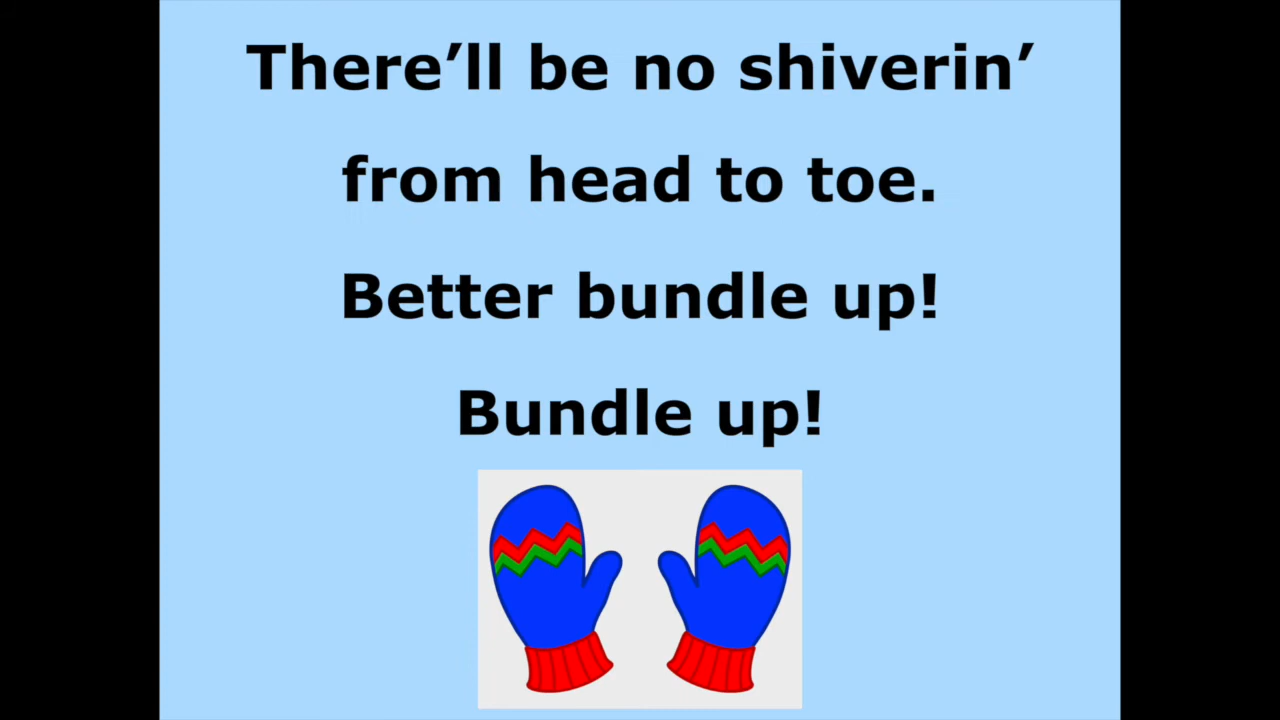 There’ll be no shiverin’
from head to toe.
Better bundle up!
Bundle up!